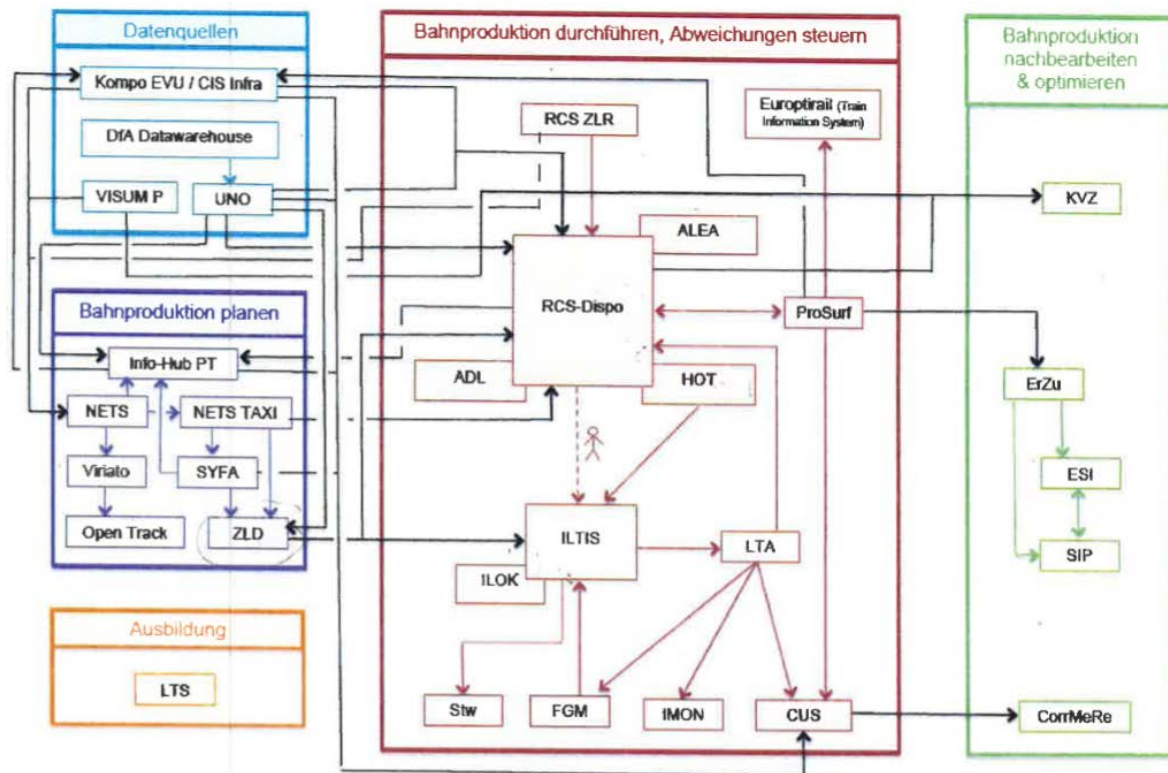 Datenquellen
Kompo EVU / CIS Infra
DfA Datawarehouse
VISUM P
UNO
Bahnproduktion planen
Info-Hub PT
NETS
NETS TAXI
Viriato
SYFA
Open Track
ZLD
Ausbildung
LTS
Bahnproduktion durchführen, Abweichungen steuern
RCS ZLR
Europtirail (Train
Information System)
ALEA
RCS-Dispo
ProSurf
ADL
HOT
ILTIS
LTA
ILOK
Stw
FGM
IMON
CUS
Bahnproduktion
nachbearbeiten
& optimieren
KVZ
ErZu
ESI
SIP
CorrMeRe